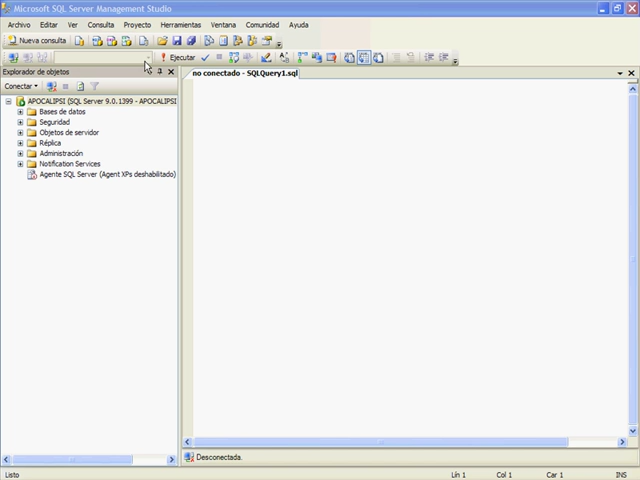 Microsoft SQL Server Management Studio
Archivo Editar Ver Consulta Proyecto Herramientas Ventana Comunidad Ayuda
Nueva consulta
Ejecutar
Explorador de objetos
no conectado - SQLQuery1.sql
Conectar
APOCALIPSI (SQL Server 9.0.1399 - APOCALIPSI
Bases de datos
Seguridad
Objetos de servidor
Réplica
Administración
Notification Services
Agente SQL Server (Agent XPs deshabilitado)
Desconectada.
Listo Lín 1 Col 1 Car 1 INS